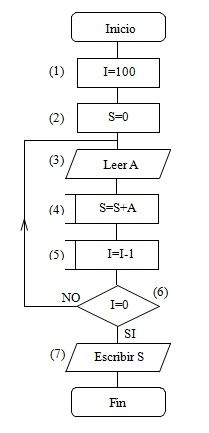 Inicio
(1) I=100
(2) S=0
(3) Leer A
(4) S=S+A
(5) I=I-1
(6)
NO I=0
SI
(7) Escribir S
Fin